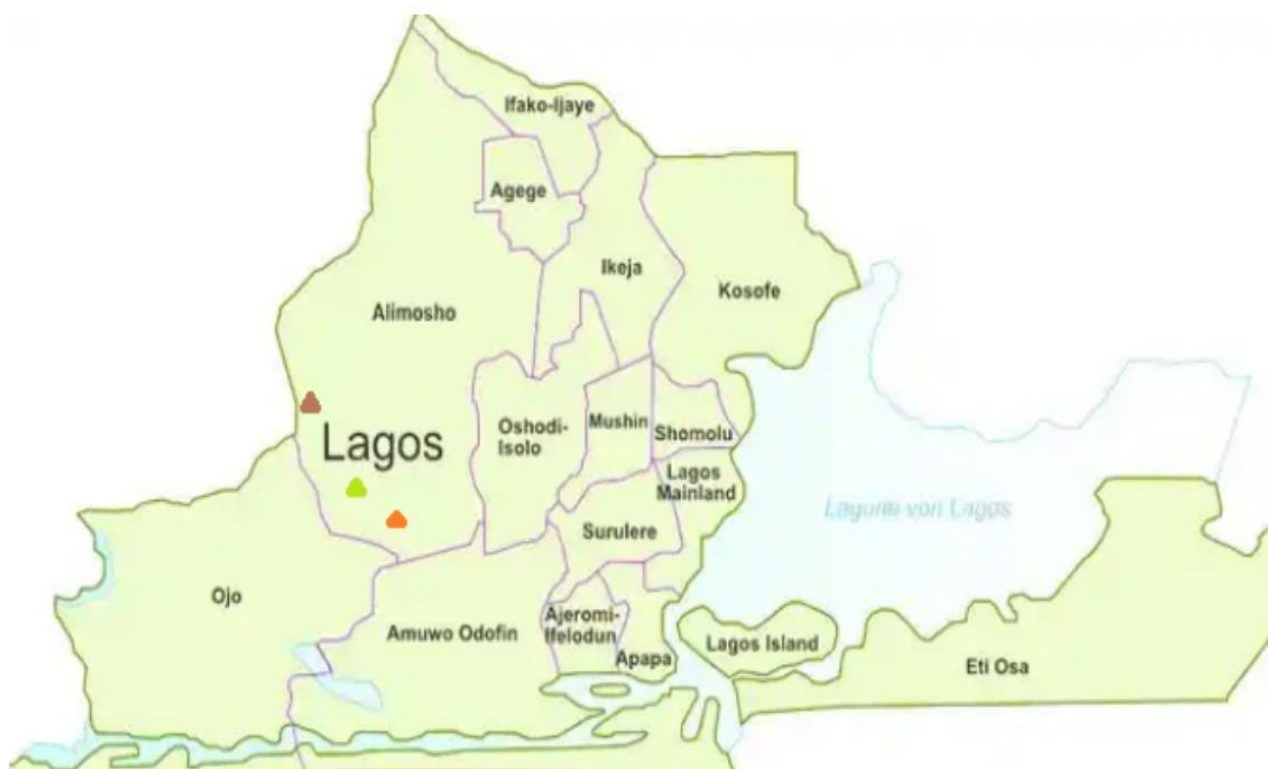 Ifako-Ijaye
Agege
Ikeja
Kosofe
Alimosho
Lagos
Oshodi-
Isolo
Mushin
Shomolu
Lagos
Mainland
Lagune von Lagos
Surulere
Ojo
Amuwo Odofin
Ajeromi-
Ifelodun
Apapa
Lagos Island
Eti Osa